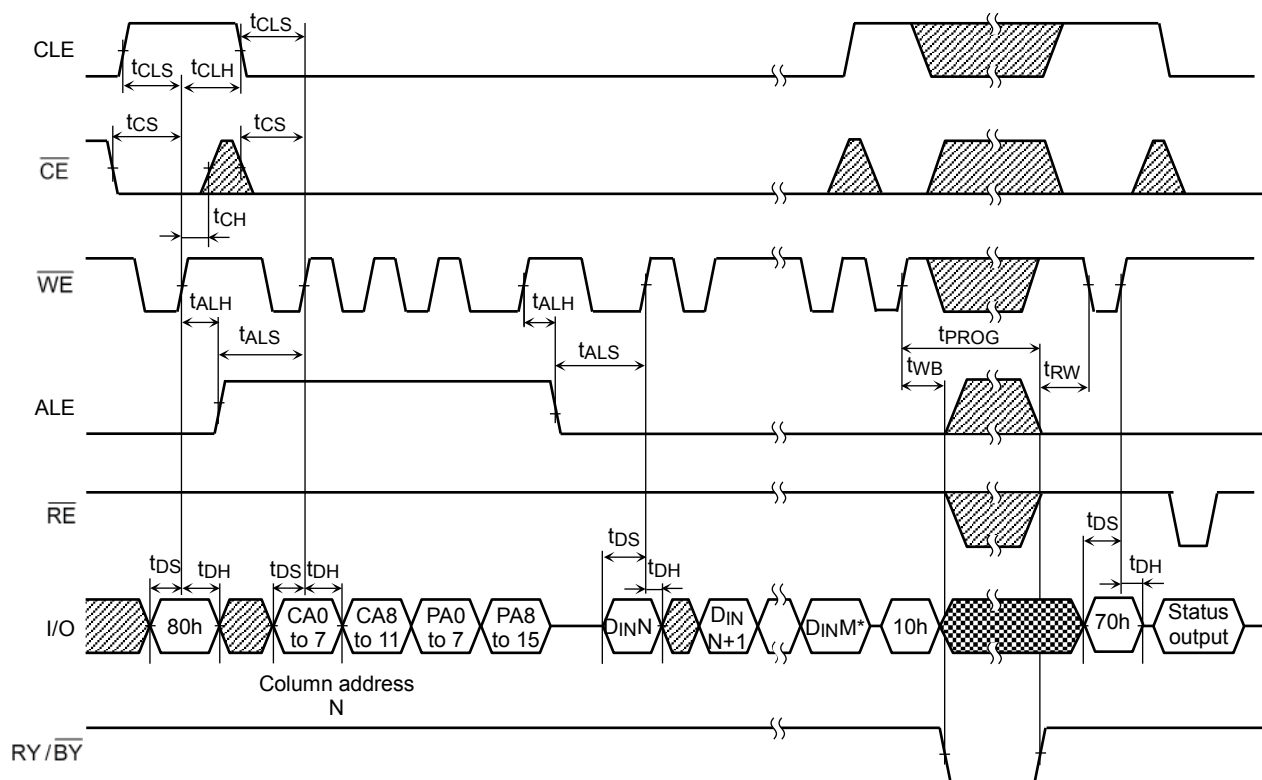 CLE
tCLS
tCLS
tCLH
CE
tCS
tCS
tCH
WE
tALH
tALS
tALH
tALS
tPROG
tWB
tRW
ALE
RE
tDS
tDH
tDS
tDH
tDS
tDH
tDS
tDH
I/O
80h
CA0
to 7
CA8
to 11
PA0
to 7
PA8
to 15
DINN
DIN
N+1
DINM*
10h
70h
Status
output
Column address
N
RY/BY